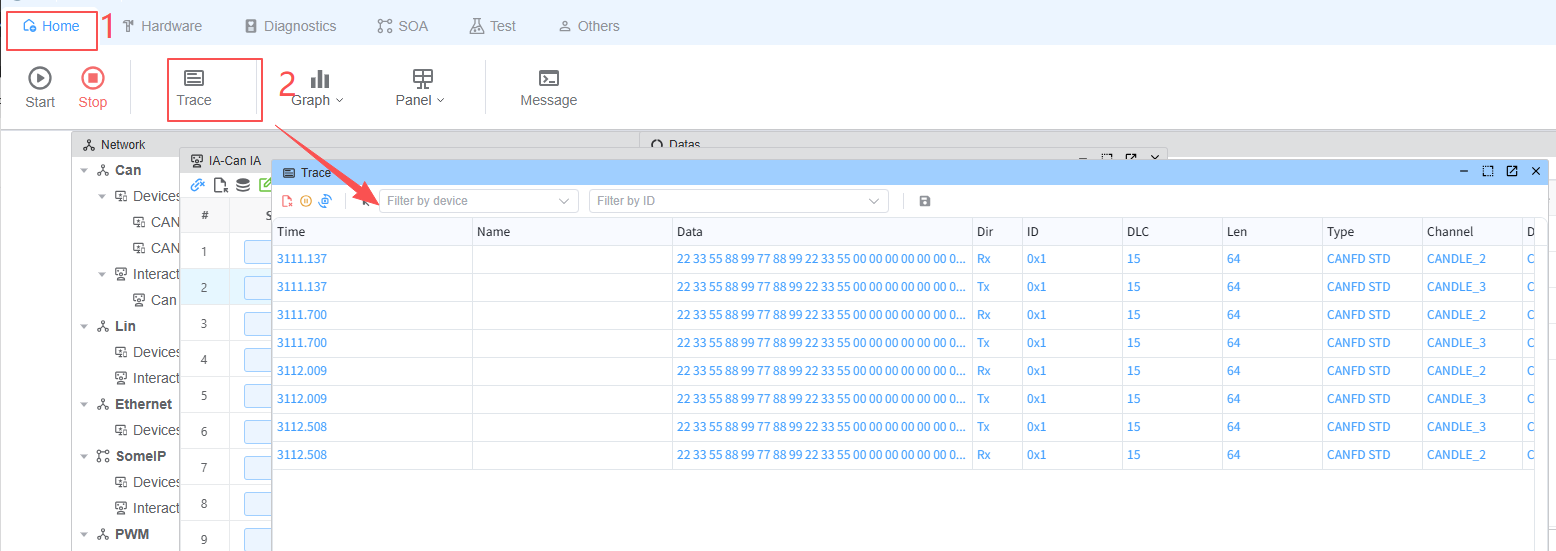 Home 1 Hardware Diagnostics SOA Test Others
Start Stop Trace 2 Graph Panel Message
Network Datas
IA-Can IA
Trace
Can
Devices
CAN
CAN
Interact
Can
Lin
Devices
Interact
Ethernet
Devices
SomeIP
Devices
Interact
PWM
# S
1
2
3
4
5
6
7
8
9
Filter by device Filter by ID
Time Name Data Dir ID DLC Len Type Channel D
3111.137 22 33 55 88 99 77 88 99 22 33 55 00 00 00 00 00 00 0... Rx 0x1 15 64 CANFD STD CANDLE_2 C
3111.137 22 33 55 88 99 77 88 99 22 33 55 00 00 00 00 00 00 0... Tx 0x1 15 64 CANFD STD CANDLE_3 C
3111.700 22 33 55 88 99 77 88 99 22 33 55 00 00 00 00 00 00 0... Rx 0x1 15 64 CANFD STD CANDLE_2 C
3111.700 22 33 55 88 99 77 88 99 22 33 55 00 00 00 00 00 00 0... Tx 0x1 15 64 CANFD STD CANDLE_3 C
3112.009 22 33 55 88 99 77 88 99 22 33 55 00 00 00 00 00 00 0... Rx 0x1 15 64 CANFD STD CANDLE_2 C
3112.009 22 33 55 88 99 77 88 99 22 33 55 00 00 00 00 00 00 0... Tx 0x1 15 64 CANFD STD CANDLE_3 C
3112.508 22 33 55 88 99 77 88 99 22 33 55 00 00 00 00 00 00 0... Tx 0x1 15 64 CANFD STD CANDLE_3 C
3112.508 22 33 55 88 99 77 88 99 22 33 55 00 00 00 00 00 00 0... Rx 0x1 15 64 CANFD STD CANDLE_2 C